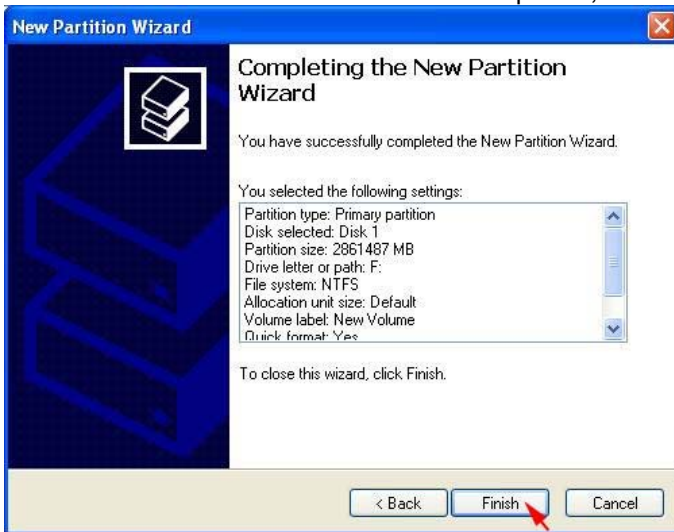 New Partition Wizard
Completing the New Partition
Wizard
You have successfully completed the New Partition Wizard.
You selected the following settings:
Partition type: Primary partition
Disk selected: Disk 1
Partition size: 2861487 MB
Drive letter or path: F:
File system: NTFS
Allocation unit size: Default
Volume label: New Volume
Quick format: Yes
To close this wizard, click Finish.
< Back Finish Cancel